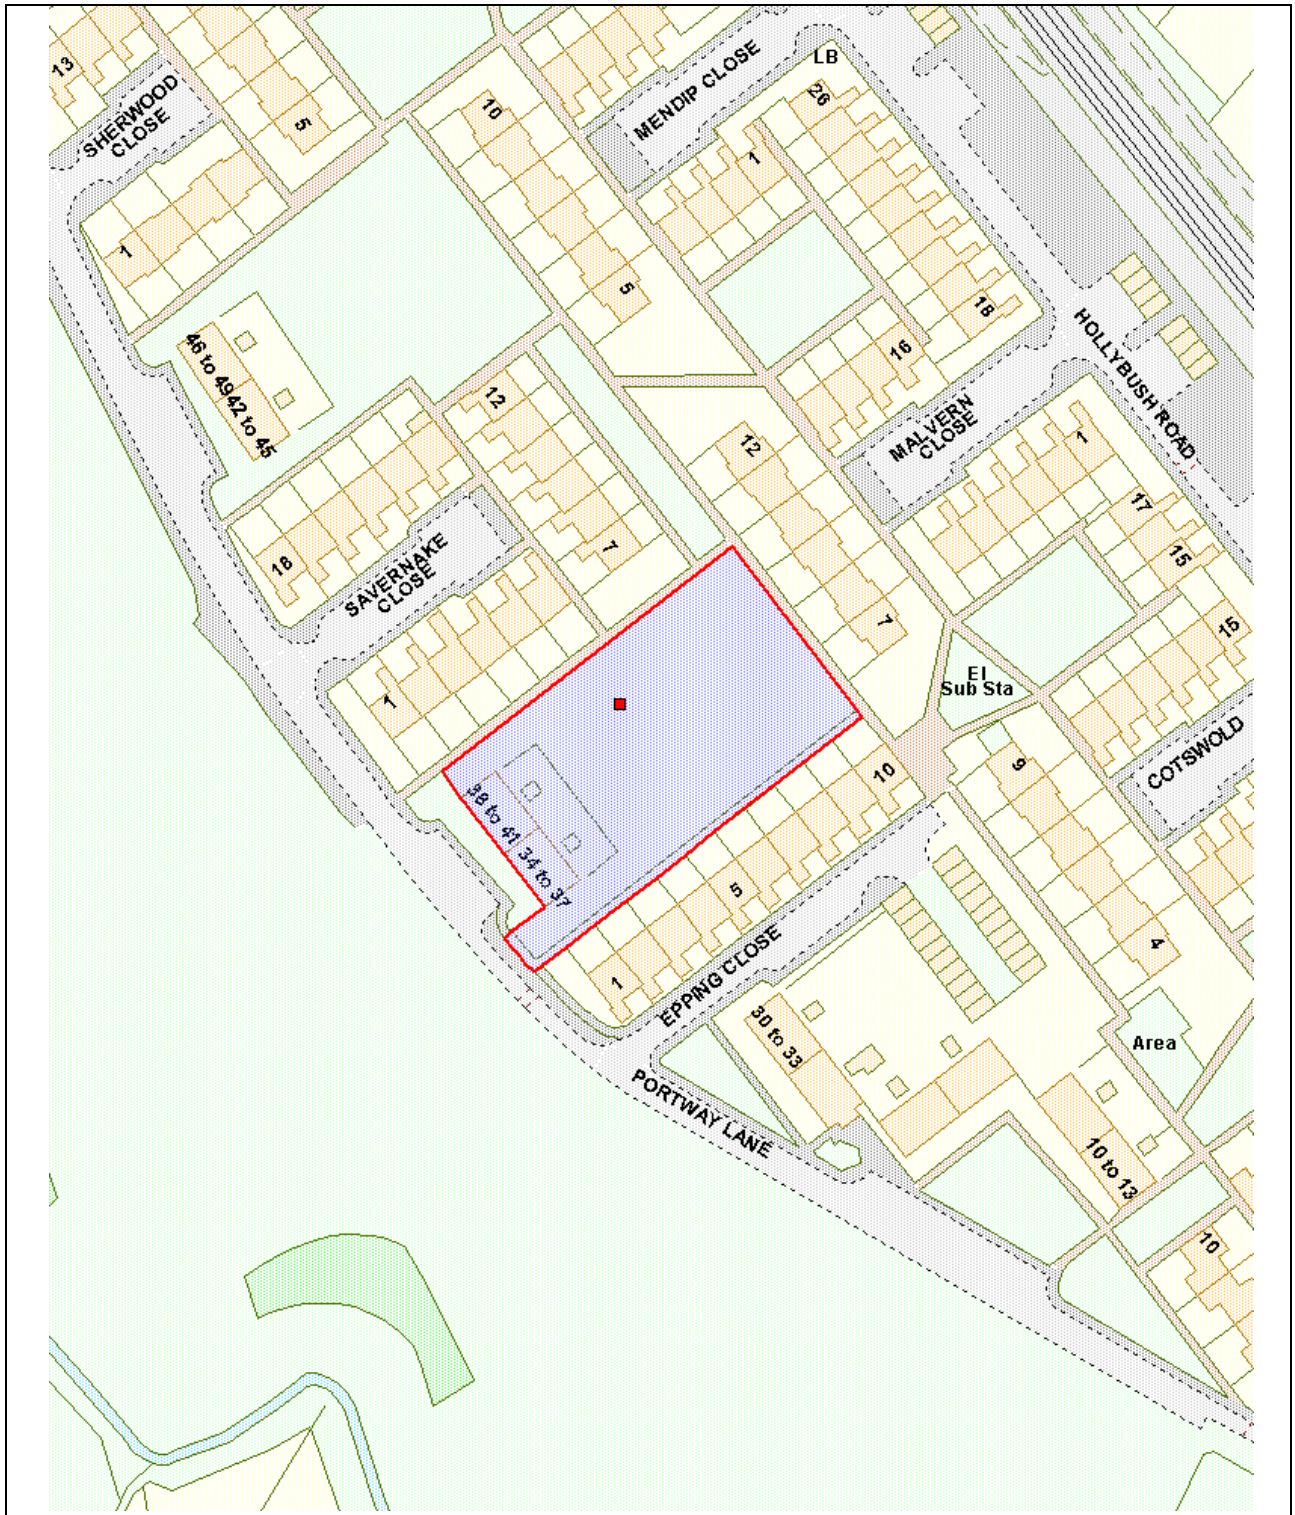 13
SHERWOOD
CLOSE
5
10
MENDIP CLOSE
LB
26
1
1
5
18
HOLLYBUSH ROAD
16
46 to 49
42 to 45
12
12
MALVERN
CLOSE
1
17
15
18
7
SAVERNAKE
CLOSE
7
15
El
Sub Sta
1
COTSWOLD
9
10
38 to 41
34 to 37
5
4
1
EPPING CLOSE
30 to 33
Area
PORTWAY LANE
10 to 13
10